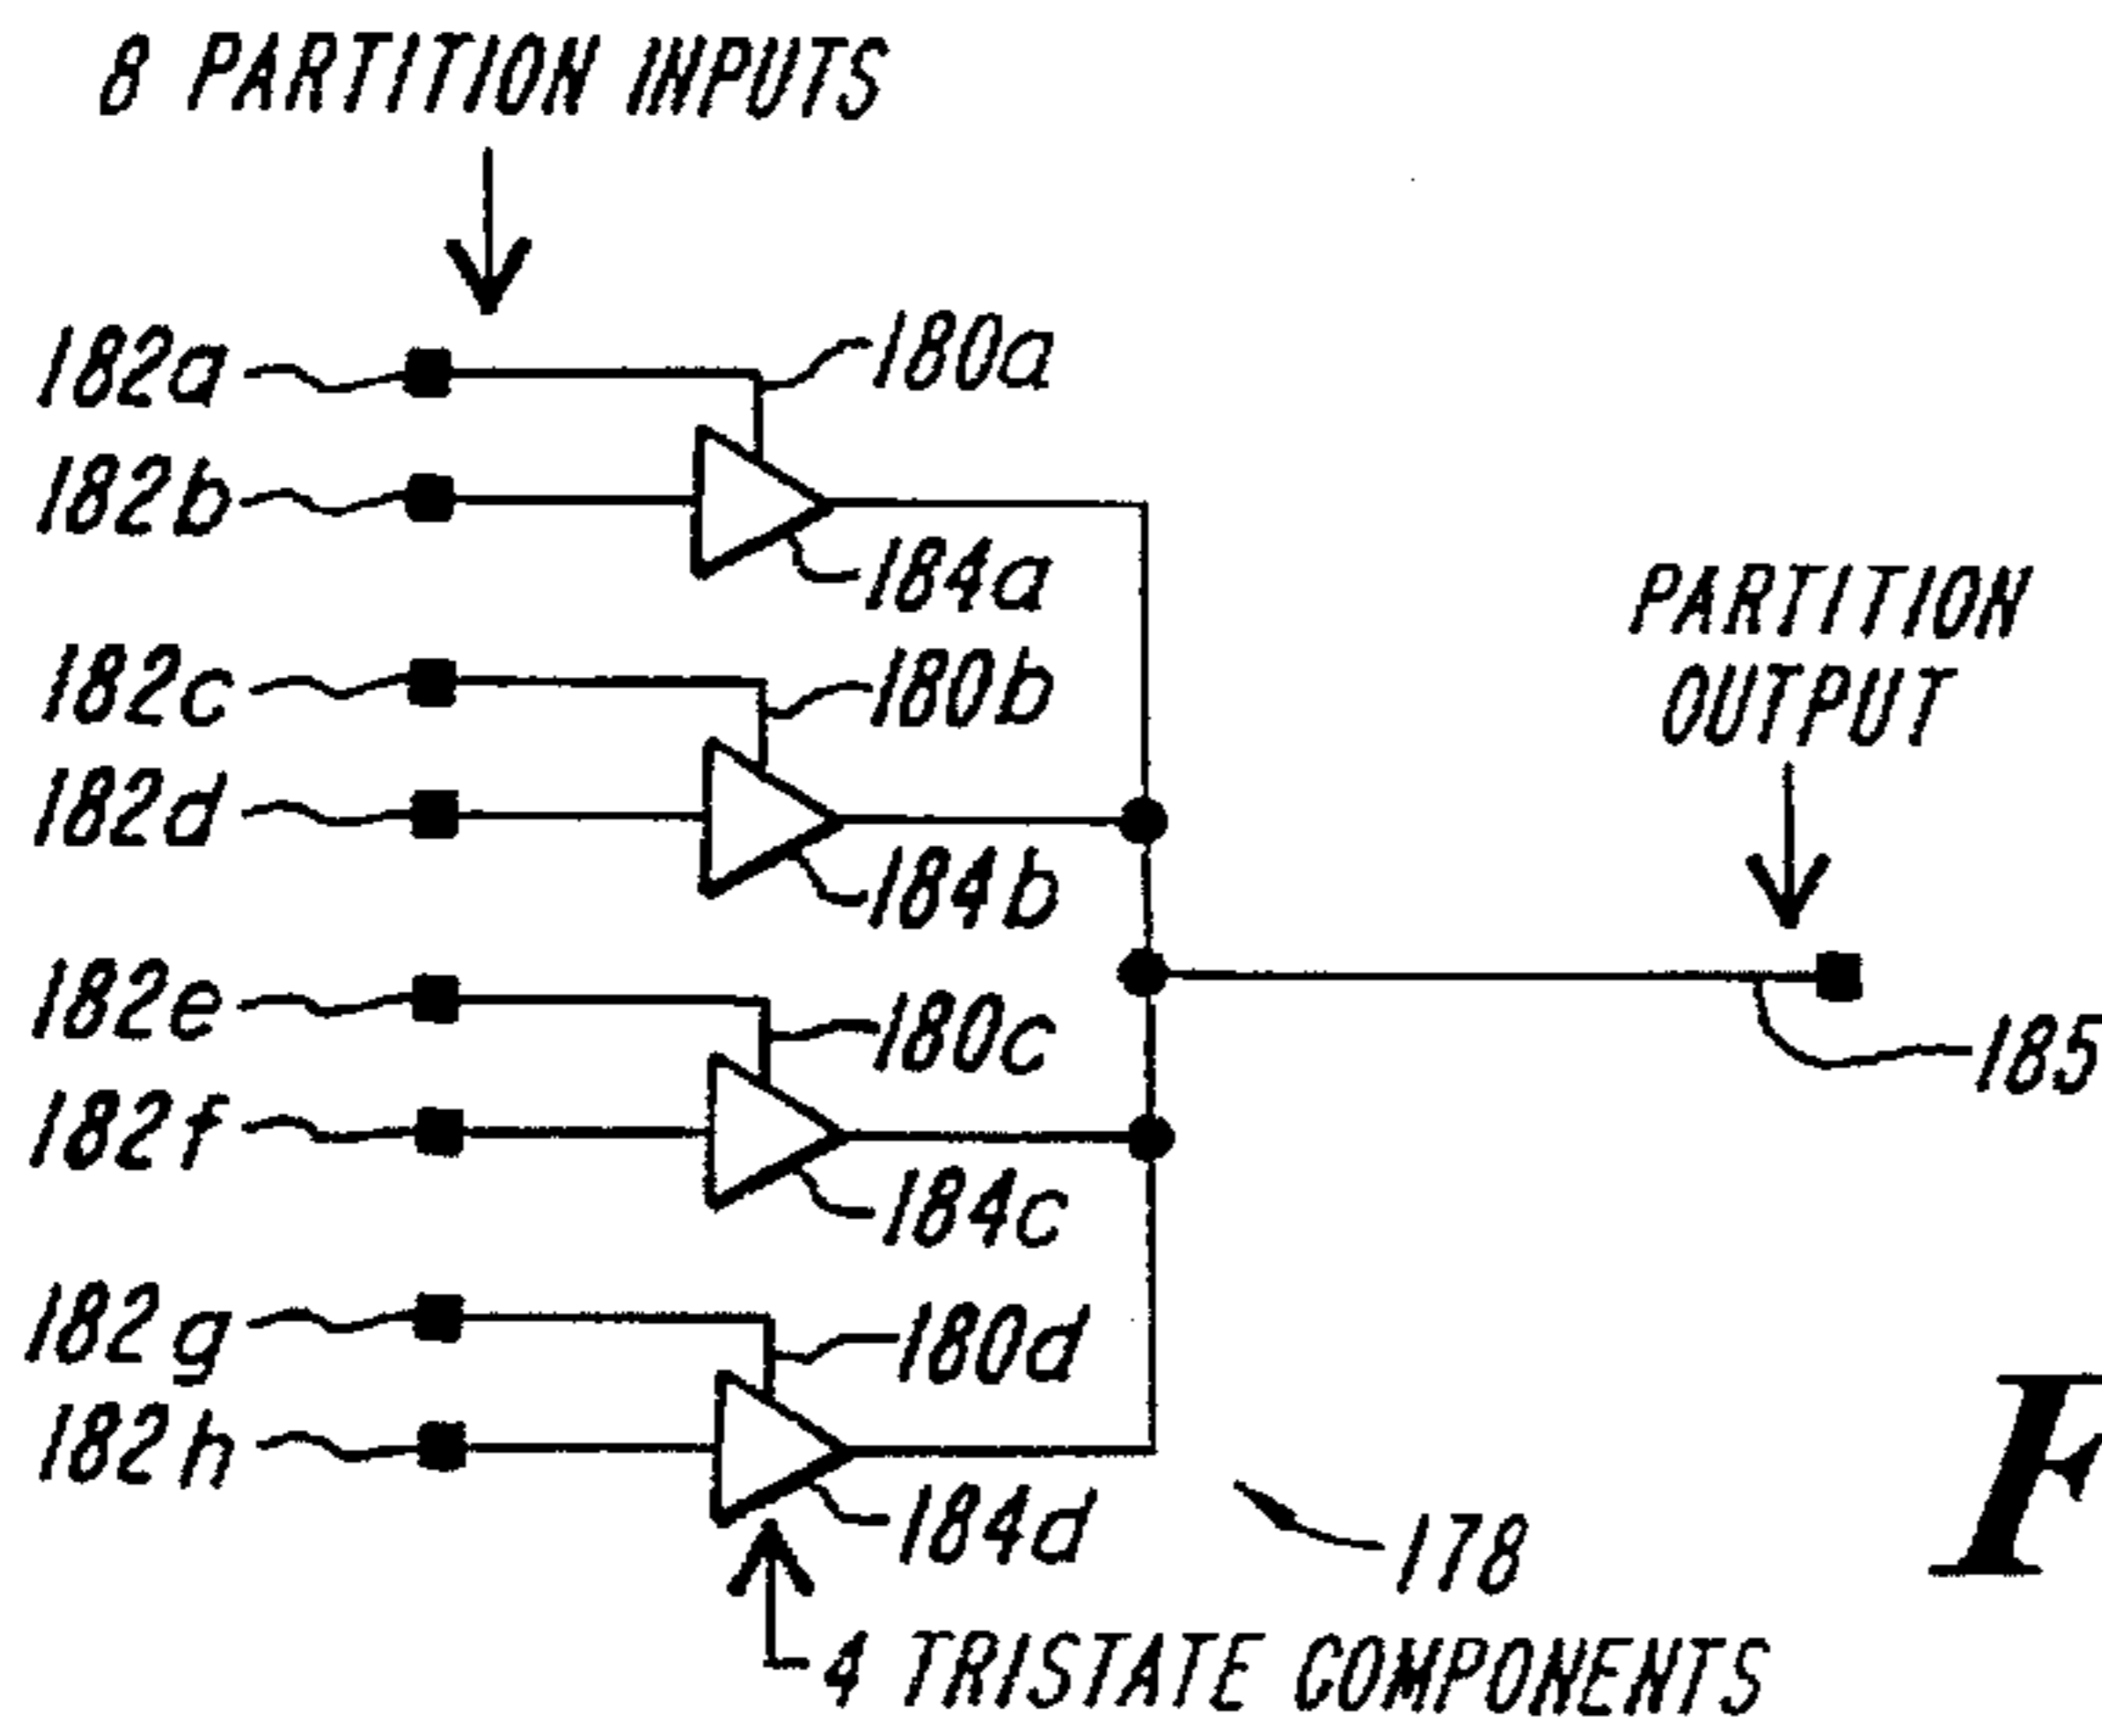 8 PARTITION INPUTS
182a
180a
182b
184a
PARTITION
OUTPUT
182c
180b
182d
184b
182e
180c
185
182f
184c
182g
180d
182h
184d
178
F
4 TRISTATE COMPONENTS